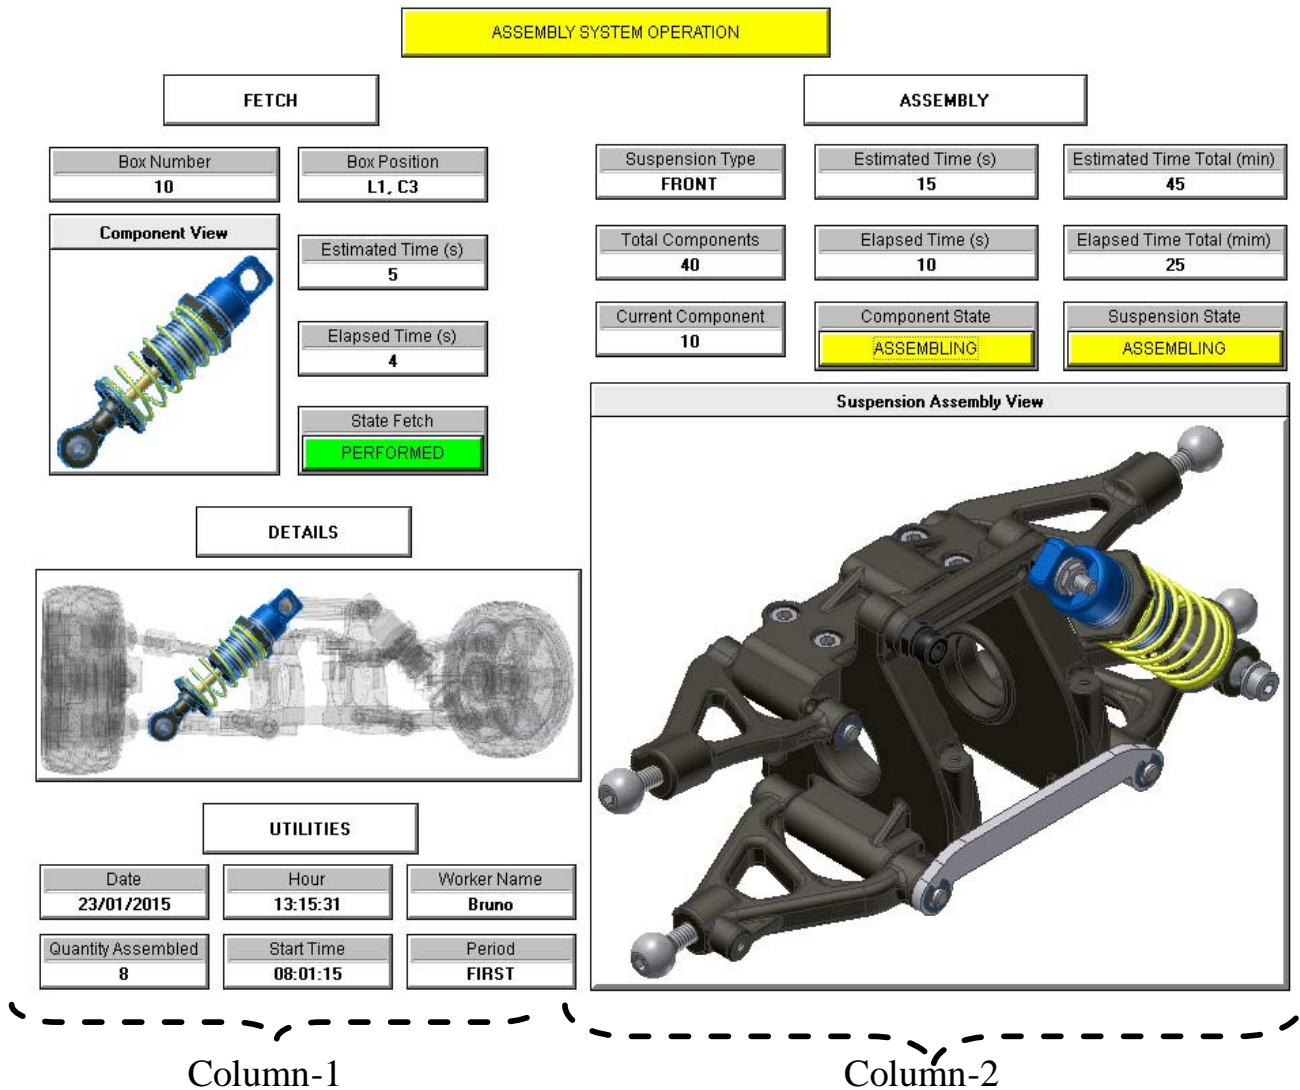 ASSEMBLY SYSTEM OPERATION
FETCH
Box Number
10
Box Position
L1, C3
Component View
Estimated Time (s)
5
Elapsed Time (s)
4
State Fetch
PERFORMED
DETAILS
UTILITIES
Date
23/01/2015
Hour
13:15:31
Worker Name
Bruno
Quantity Assembled
8
Start Time
08:01:15
Period
FIRST
Column-1
ASSEMBLY
Suspension Type
FRONT
Estimated Time (s)
15
Estimated Time Total (min)
45
Total Components
40
Elapsed Time (s)
10
Elapsed Time Total (mim)
25
Current Component
10
Component State
ASSEMBLING
Suspension State
ASSEMBLING
Suspension Assembly View
Column-2